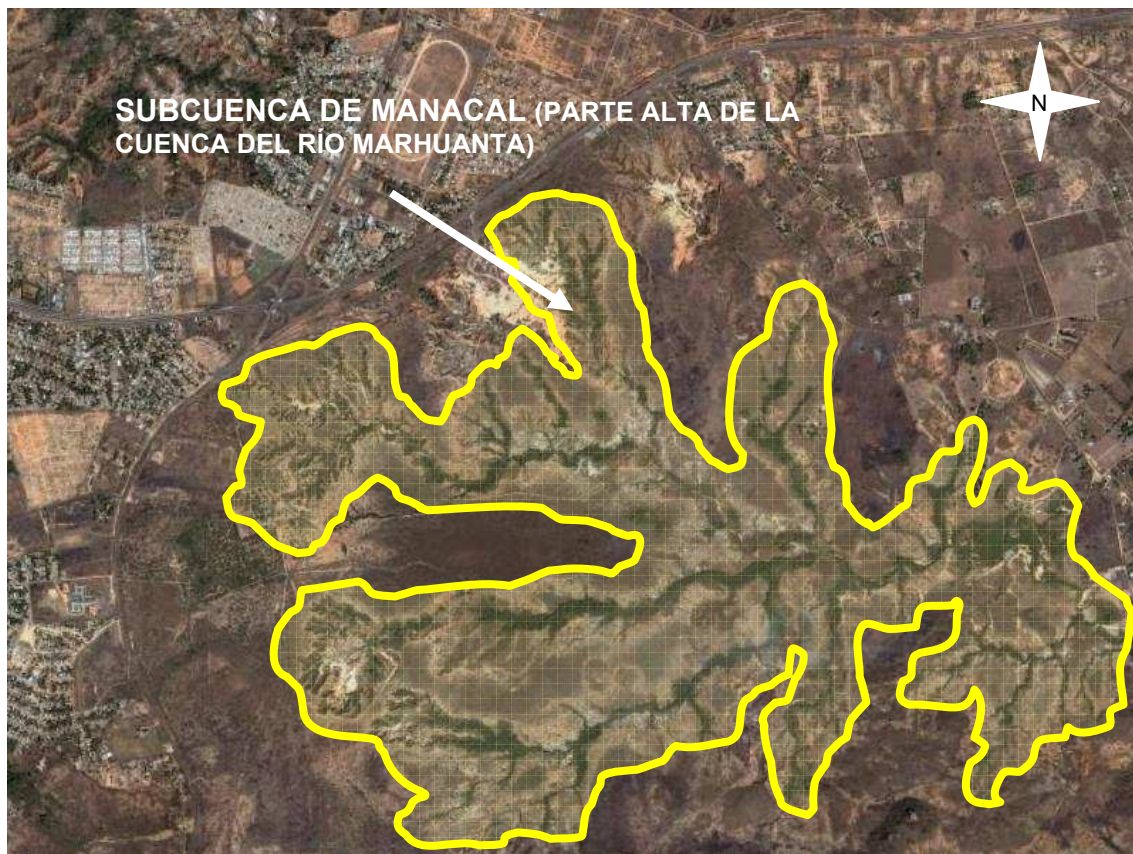 SUBCUENCA DE MANACAL (PARTE ALTA DE LA
CUENCA DEL RÍO MARHUANTA)
N